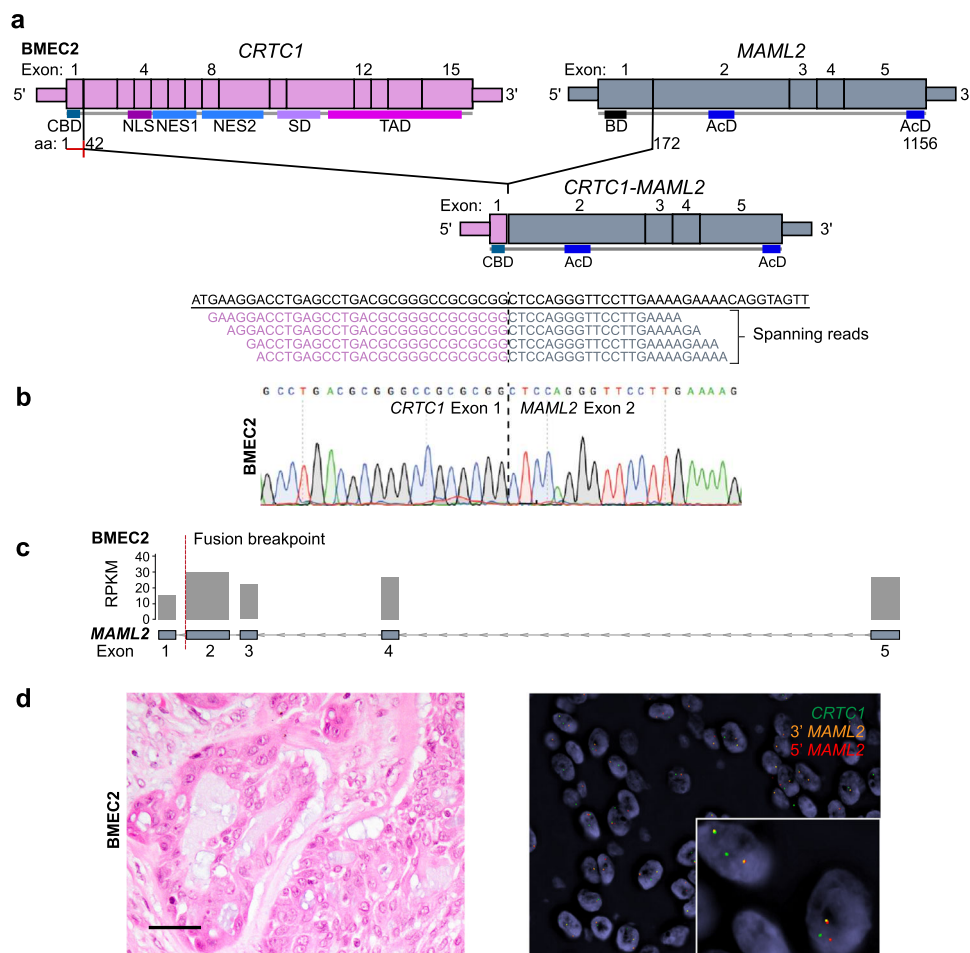 a
BMEC2
CRTC1
MAML2
Exon: 1 4 8 12 15
Exon: 1 2 3 4 5
5' 3'
5' 3
CBD NLS NES1 NES2 SD TAD
BD AcD AcD
aa: 1 42
172 1156
CRTC1-MAML2
Exon: 1 2 3 4 5
5' 3'
CBD AcD AcD
ATGAAGGACCTGAGCCTGACGCGGGCCGCGCGGCTCCAGGGTTCCTTGAAAAGAAAACAGGTAGTT
GAAGGACCTGAGCCTGACGCGGGCCGCGCGGCTCCAGGGTTCCTTGAAAA
AGGACCTGAGCCTGACGCGGGCCGCGCGGCTCCAGGGTTCCTTGAAAAGA
GACCTGAGCCTGACGCGGGCCGCGCGGCTCCAGGGTTCCTTGAAAAGAAA
ACCTGAGCCTGACGCGGGCCGCGCGGCTCCAGGGTTCCTTGAAAAGAAAA
Spanning reads
b
G C C T G A C G C G G G C C G C G C G G C T C C A G G G T T C C T T G A A A A G
CRTC1 Exon 1 MAML2 Exon 2
BMEC2
c
BMEC2
Fusion breakpoint
RPKM
40
30
20
10
0
MAML2
Exon 1 2 3 4 5
d
BMEC2
CRTC1
3' MAML2
5' MAML2